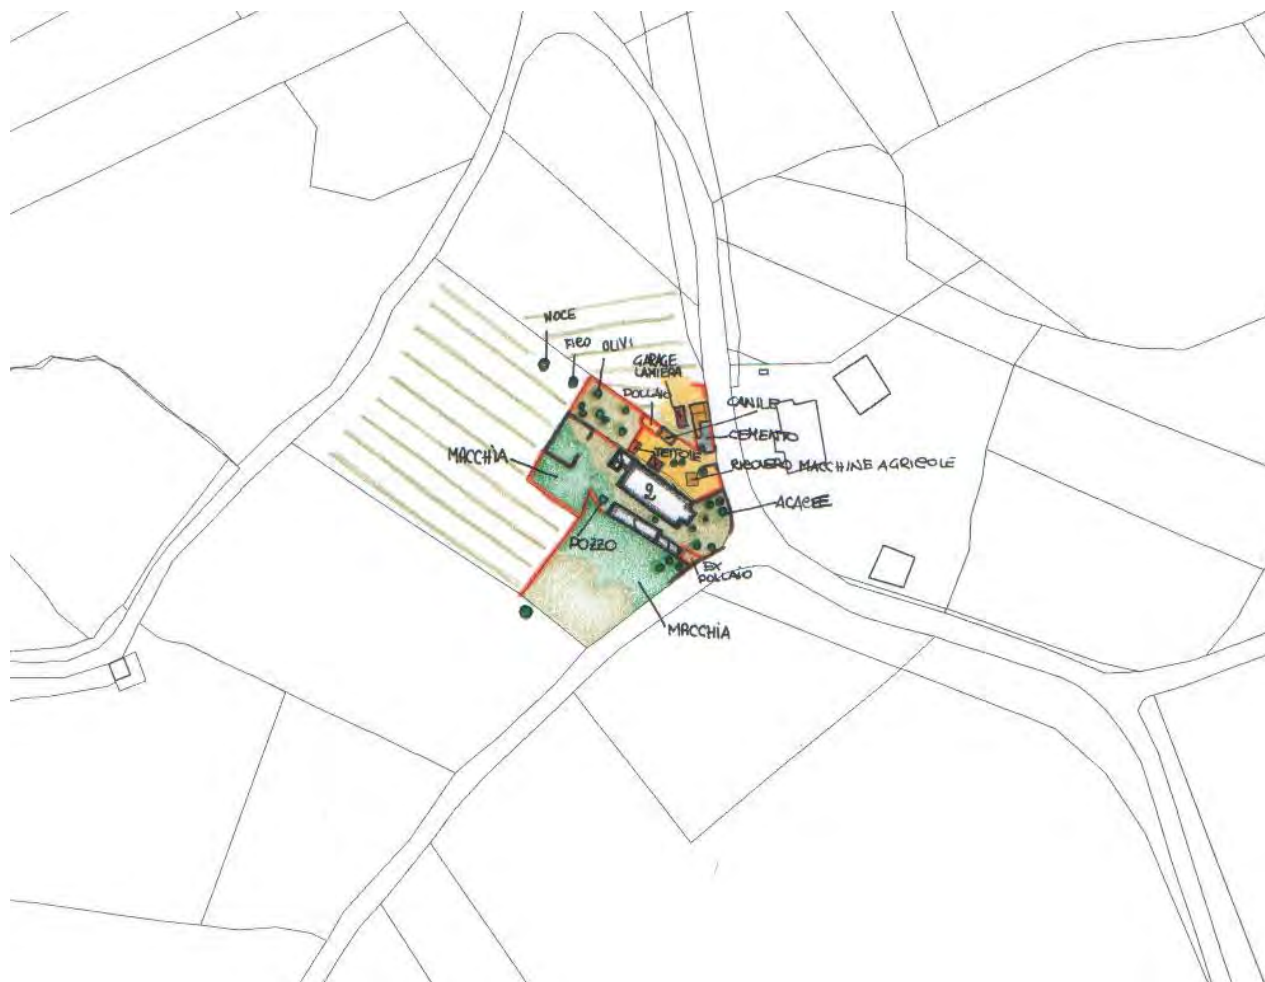 NOCE
FICO OLIVI
GARAGE
LAMIERA
POLLAIO
CANILE
CEMENTO
TETTOIE
RICOVERO MACCHINE AGRICOLE
MACCHIA
2
ACACEE
POZZO
EX
POLLAIO
MACCHIA